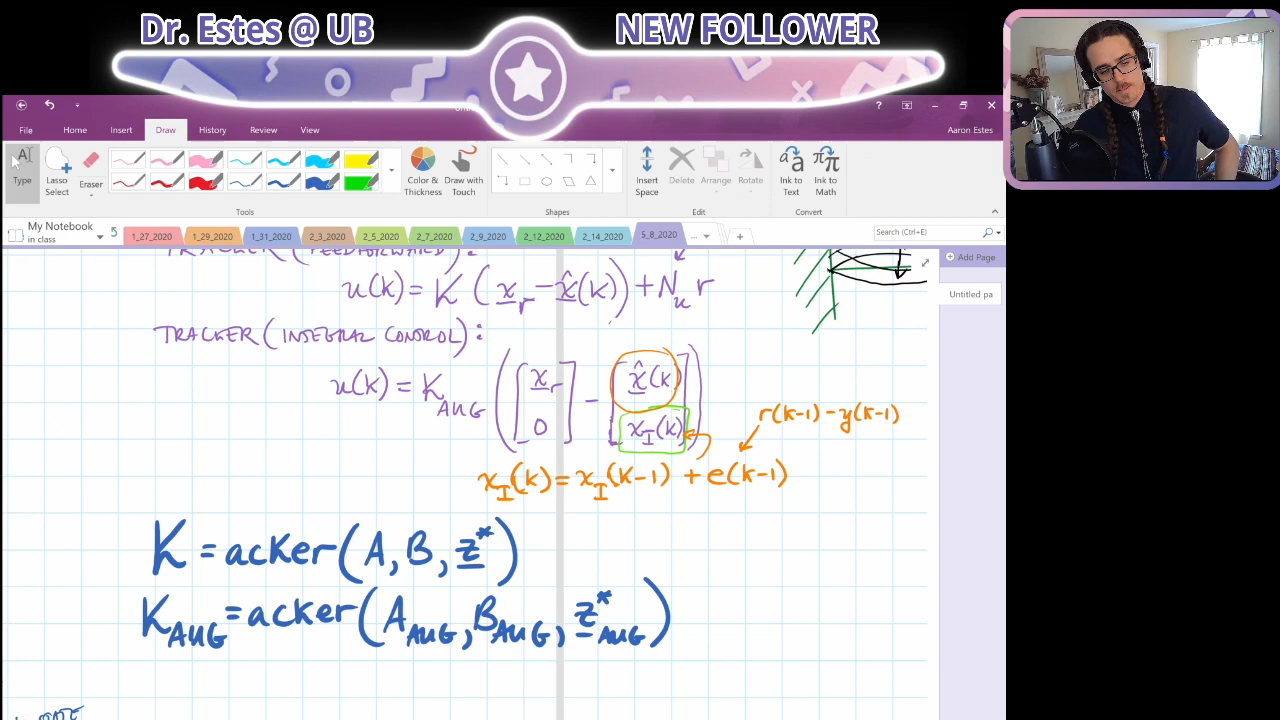 Dr. Estes @ UB
NEW FOLLOWER
File Home Insert Draw History Review View
Aaron Estes
Type
Lasso Select
Eraser
Color & Thickness
Draw with Touch
Insert Space
Delete
Arrange
Rotate
Ink to Text
Ink to Math
Tools
Shapes
Edit
Convert
My Notebook
in class
1_27_2020 1_29_2020 1_31_2020 2_3_2020 2_5_2020 2_7_2020 2_9_2020 2_12_2020 2_14_2020 5_8_2020 ...
Search (Ctrl+E)
Add Page
Untitled pa
TRACKER (FEEDFORWARD):
u(k) = K (x_r - x̂(k)) + N_u r
TRACKER (INTEGRAL CONTROL):
u(k) = K_AUG ([x_r 0] - [x̂(k) x_I(k)])
r(k-1) - y(k-1)
x_I(k) = x_I(k-1) + e(k-1)
K = acker(A, B, z*)
K_AUG = acker(A_AUG, B_AUG, z*_AUG)